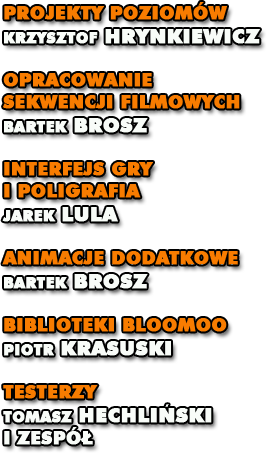 PROJEKTY POZIOMÓW
KRZYSZTOF HRYNKIEWICZ
OPRACOWANIE
SEKWENCJI FILMOWYCH
BARTEK BROSZ
INTERFEJS GRY
I POLIGRAFIA
JAREK LULA
ANIMACJE DODATKOWE
BARTEK BROSZ
BIBLIOTEKI BLOOMOO
PIOTR KRASUSKI
TESTERZY
TOMASZ HECHLIŃSKI
I ZESPÓŁ